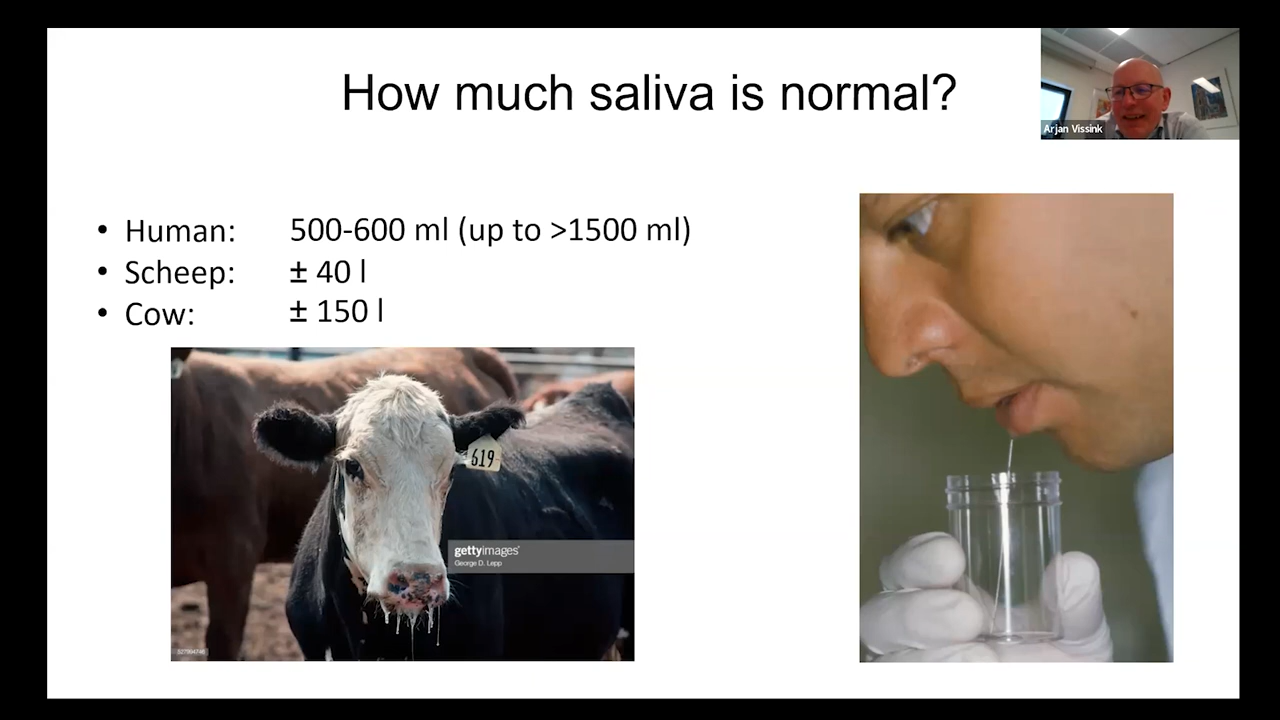 How much saliva is normal?
Arjan Vissink
• Human: 500-600 ml (up to >1500 ml)
• Scheep: ± 40 l
• Cow: ± 150 l
619
gettyimages®
George D. Lepp